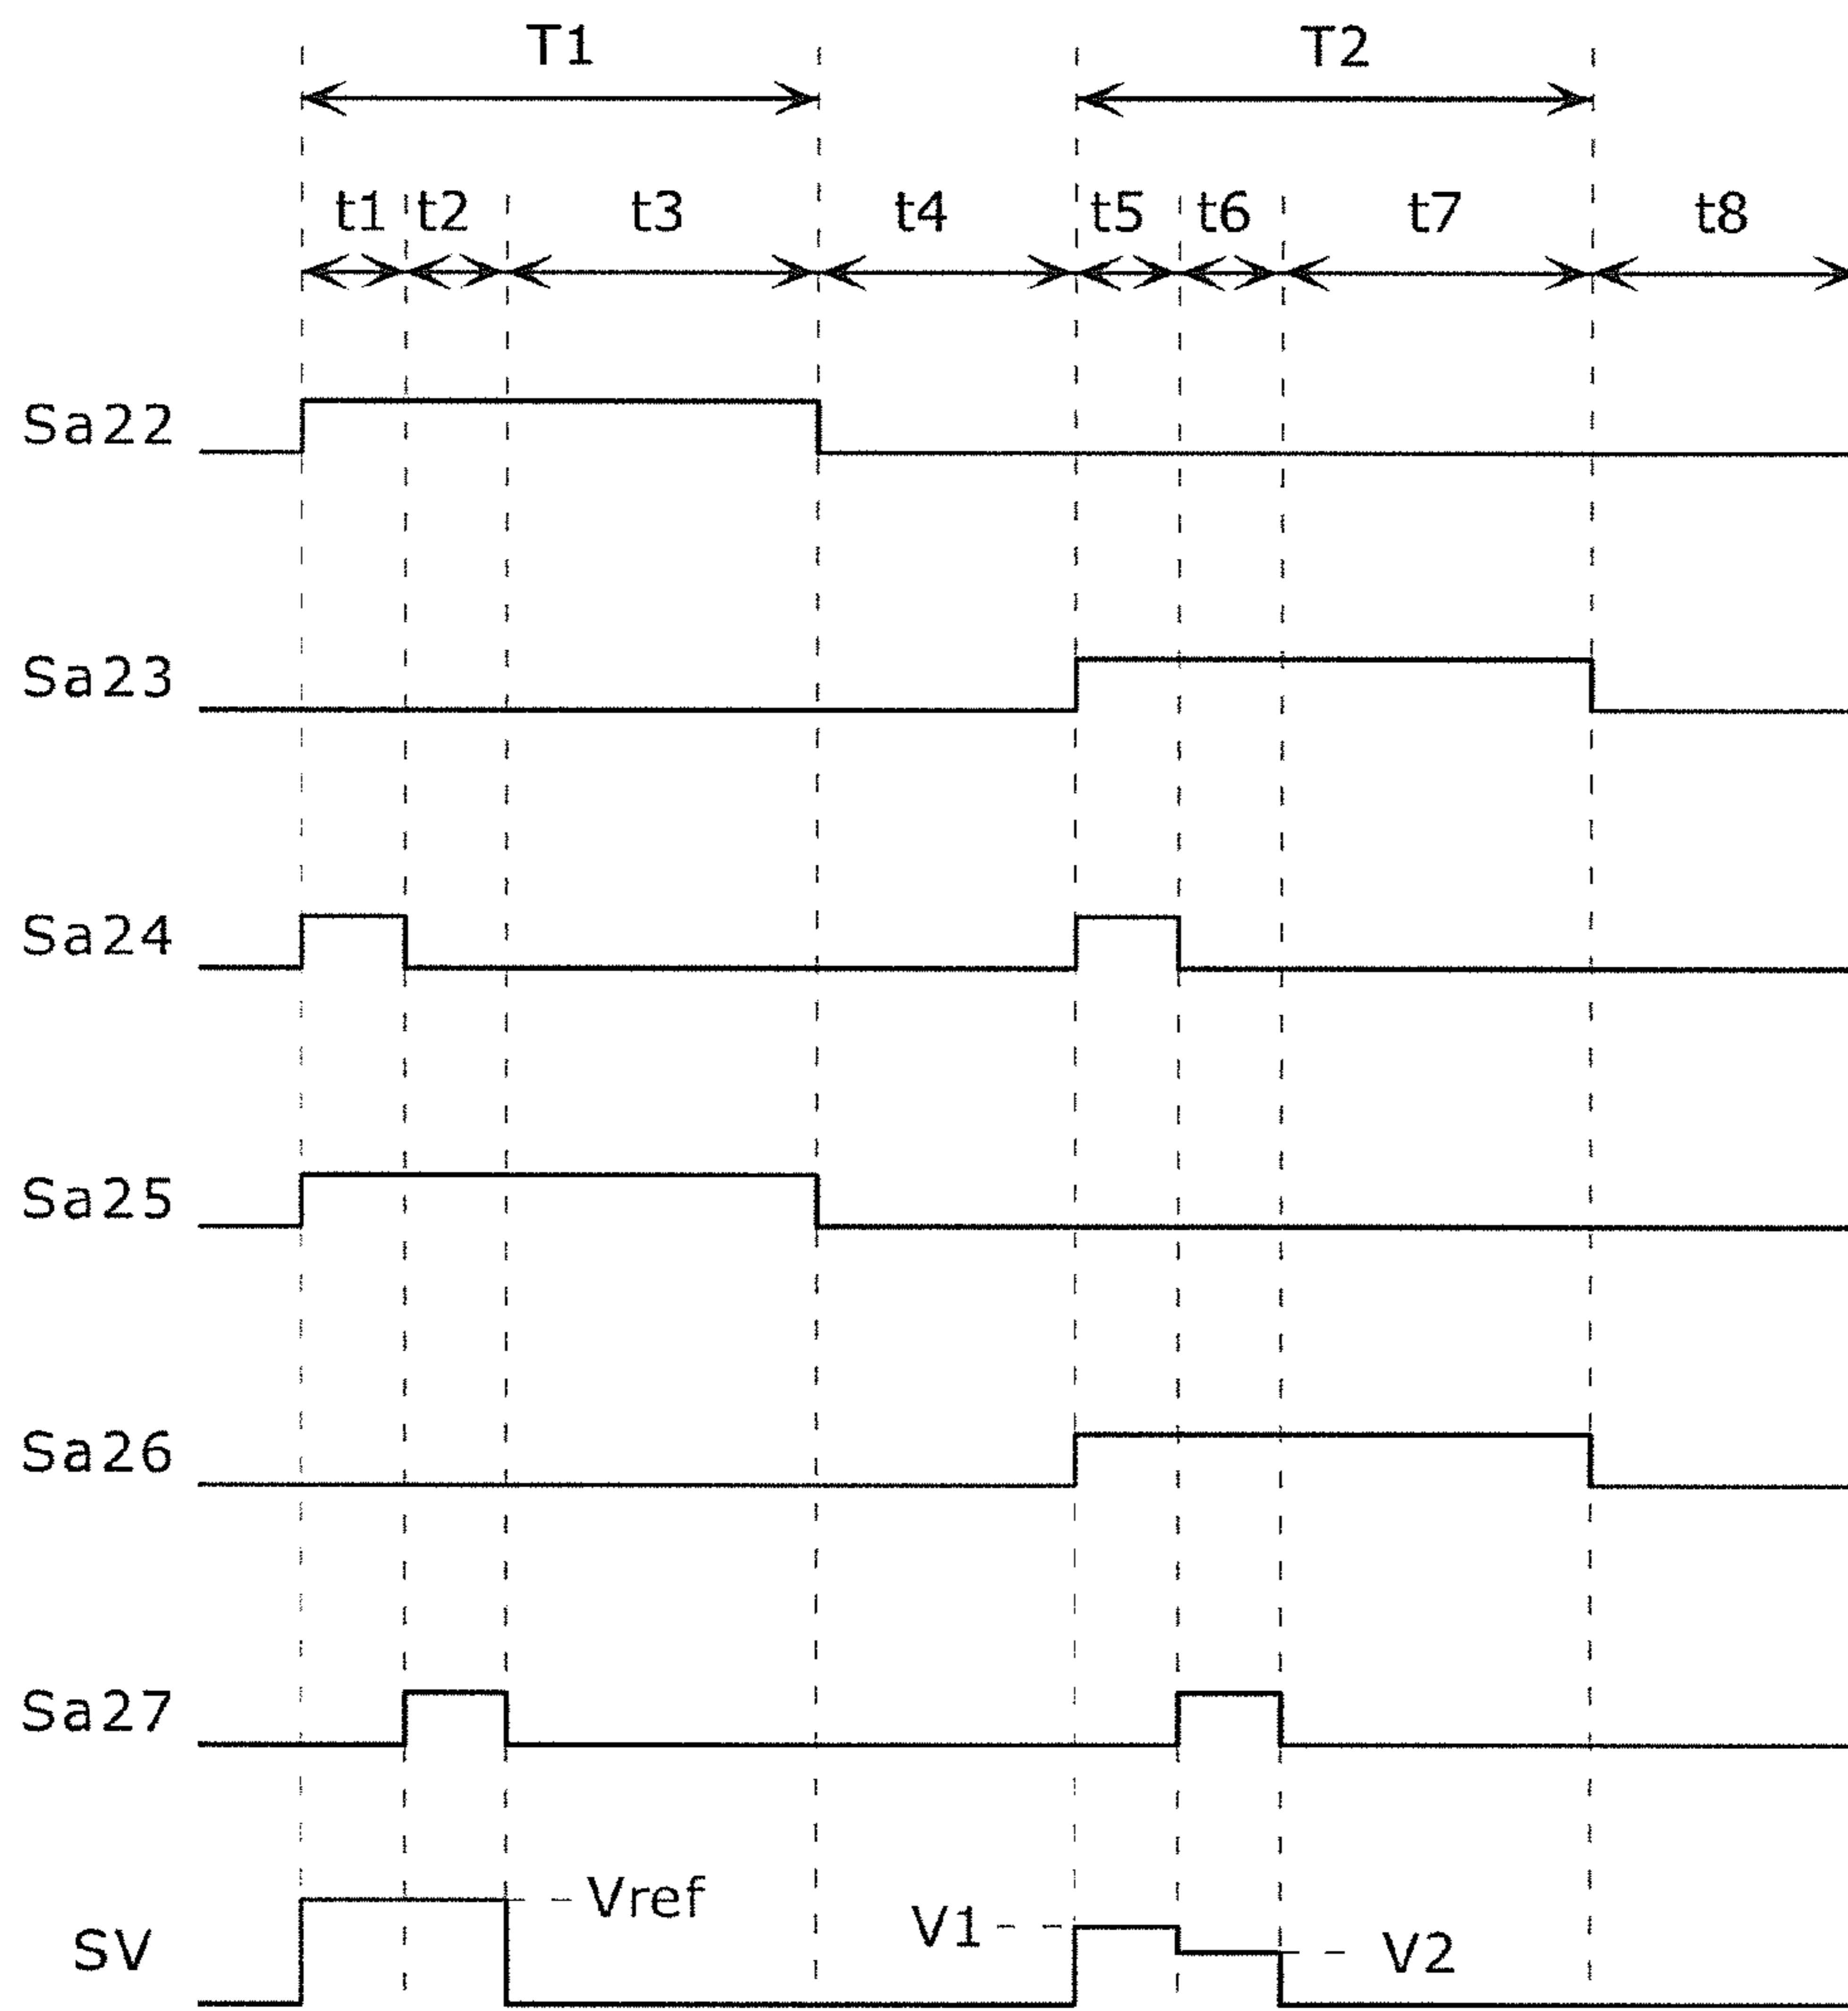 T1 T2
t1 t2 t3 t4 t5 t6 t7 t8
Sa22
Sa23
Sa24
Sa25
Sa26
Sa27
SV Vref V1 V2